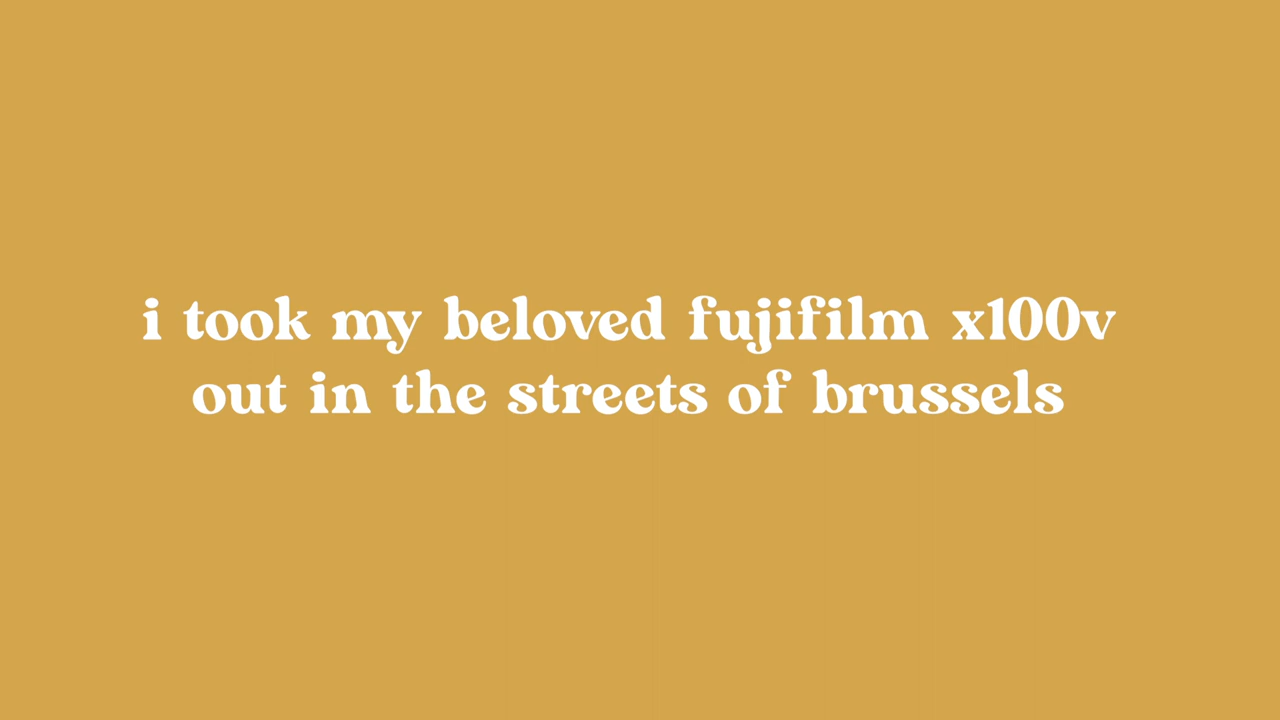 i took my beloved fujifilm x100v
out in the streets of brussels